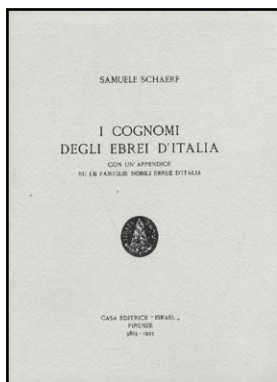 SAMUELE SCHAERF
I COGNOMI
DEGLI EBREI D'ITALIA
CON UN'APPENDICE
SU LE FAMIGLIE NOBILI EBREE D'ITALIA
CASA EDITRICE "ISRAEL„
FIRENZE